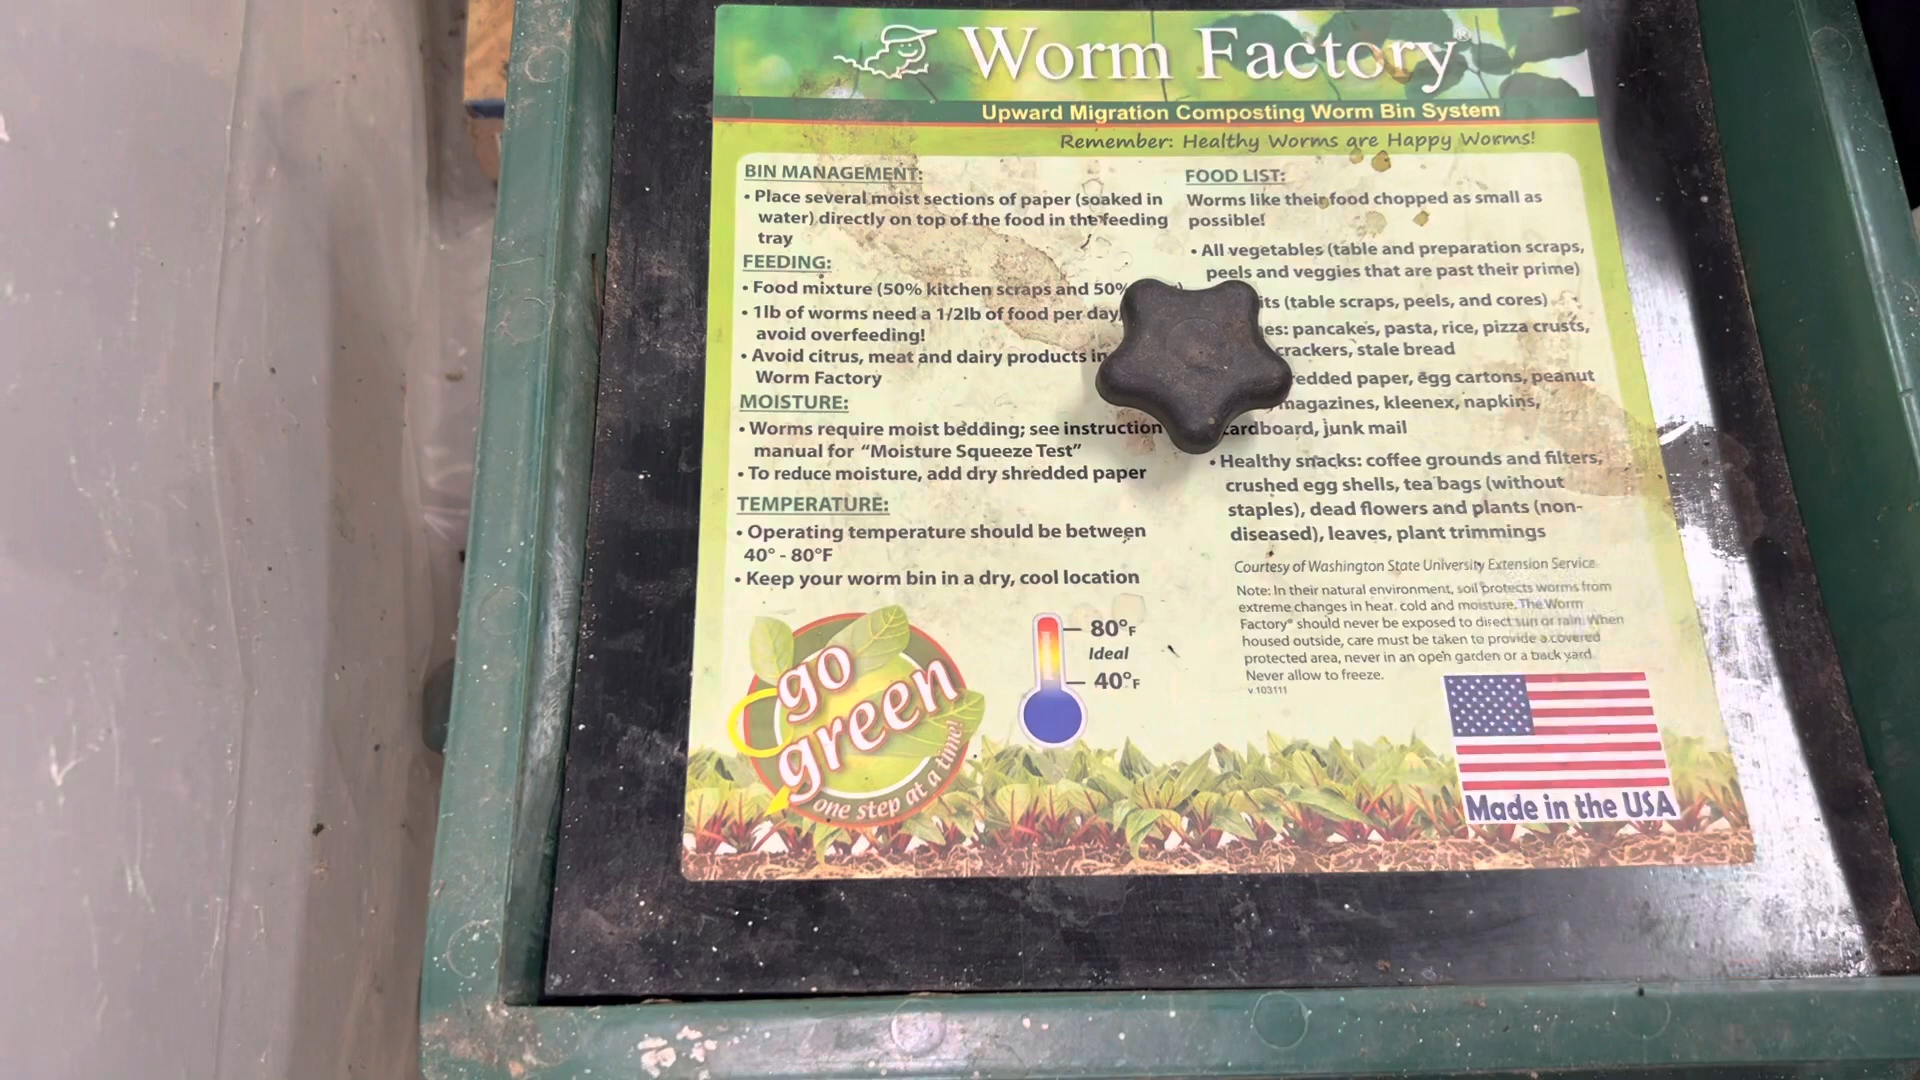 Worm Factory®
Upward Migration Composting Worm Bin System
Remember: Healthy Worms are Happy Worms!
BIN MANAGEMENT:
• Place several moist sections of paper (soaked in
water) directly on top of the food in the feeding
tray
FEEDING:
• Food mixture (50% kitchen scraps and 50%
• 1lb of worms need a 1/2lb of food per day,
avoid overfeeding!
• Avoid citrus, meat and dairy products in
Worm Factory
MOISTURE:
• Worms require moist bedding; see instruction
manual for “Moisture Squeeze Test”
• To reduce moisture, add dry shredded paper
TEMPERATURE:
• Operating temperature should be between
40° - 80°F
• Keep your worm bin in a dry, cool location
go
green
one step at a time!
80°F
Ideal
40°F
FOOD LIST:
Worms like their food chopped as small as
possible!
• All vegetables (table and preparation scraps,
peels and veggies that are past their prime)
(table scraps, peels, and cores)
pancakes, pasta, rice, pizza crusts,
crackers, stale bread
paper, egg cartons, peanut
magazines, kleenex, napkins,
cardboard, junk mail
• Healthy snacks: coffee grounds and filters,
crushed egg shells, tea bags (without
staples), dead flowers and plants (non-
diseased), leaves, plant trimmings
Courtesy of Washington State University Extension Service
Note: In their natural environment, soil protects worms from
extreme changes in heat, cold and moisture. The Worm
Factory® should never be exposed to direct sun or rain. When
housed outside, care must be taken to provide a covered
protected area, never in an open garden or a back yard.
Never allow to freeze.
v.103111
Made in the USA